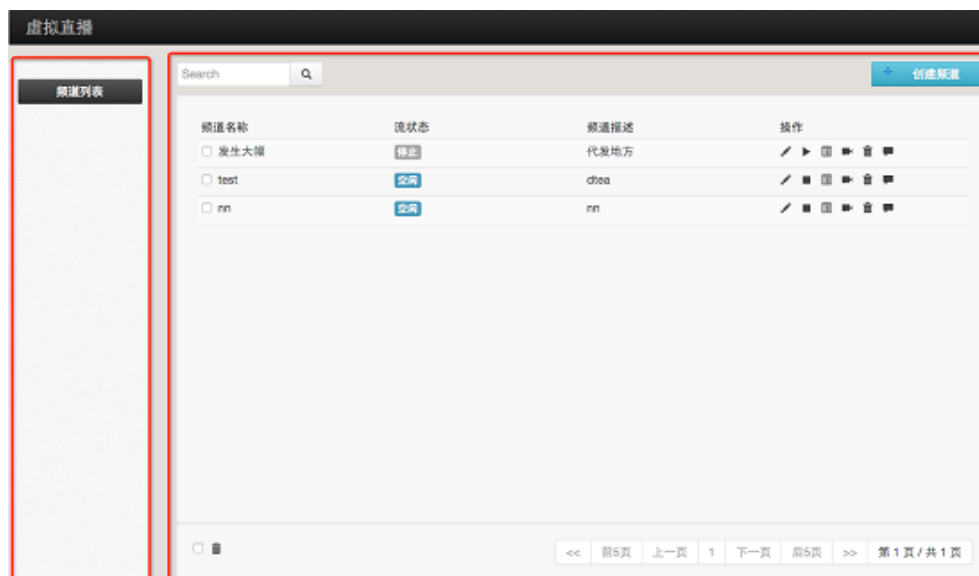 虚拟直播
频道列表
Search
创建频道
频道名称 流状态 频道描述 操作
发生大幅 停止 代发地方
test 空闲 dtea
nn 空闲 nn
<< 前5页 上一页 1 下一页 后5页 >> 第 1 页 / 共 1 页